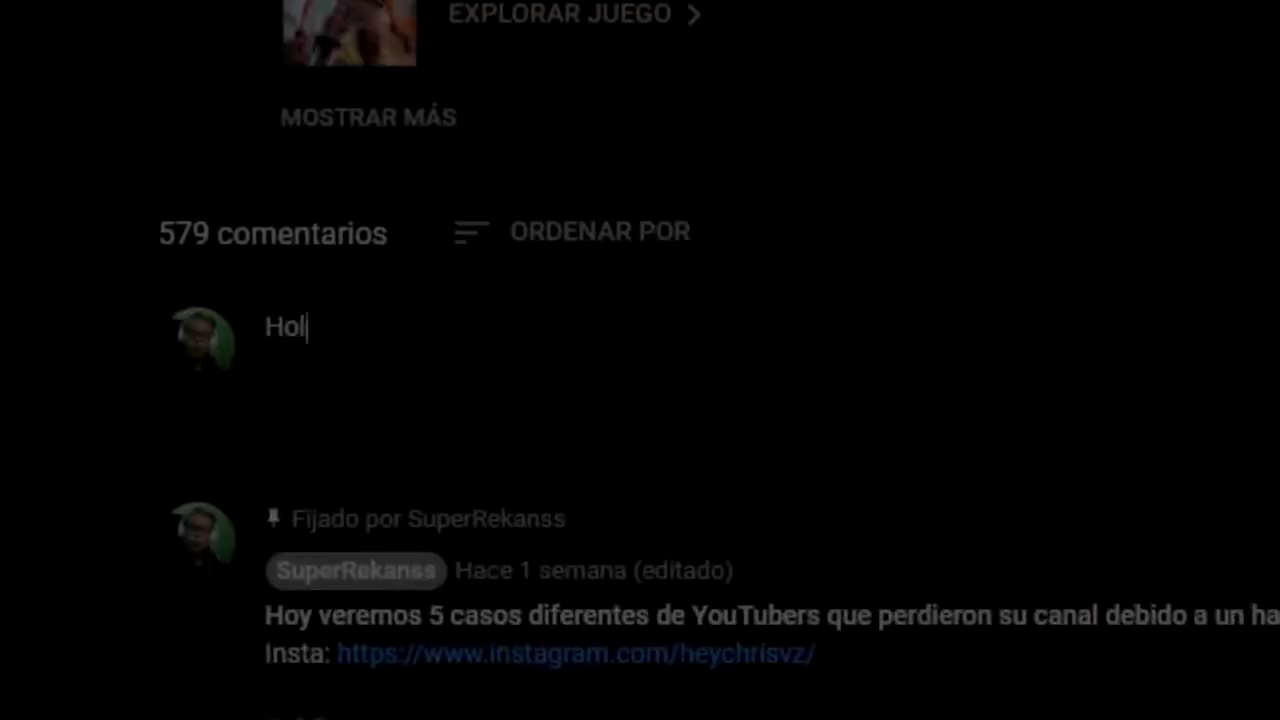 EXPLORAR JUEGO
MOSTRAR MÁS
579 comentarios
ORDENAR POR
Hol
Fijado por SuperRekanss
SuperRekanss Hace 1 semana (editado)
Hoy veremos 5 casos diferentes de YouTubers que perdieron su canal debido a un ha
Insta: https://www.instagram.com/heychrisvz/